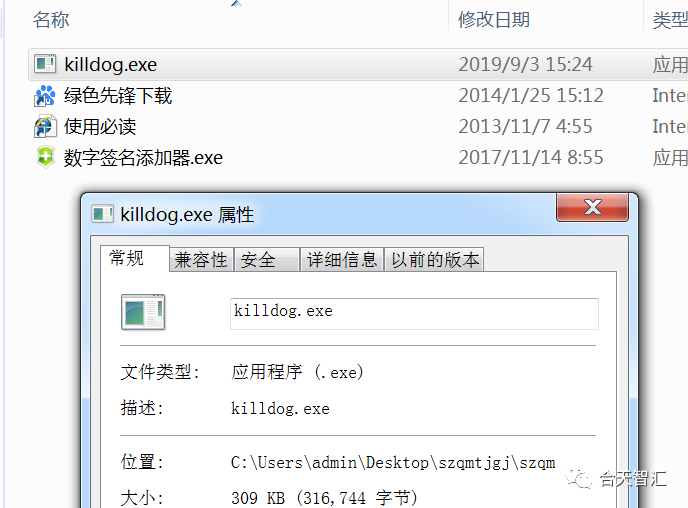 名称 修改日期 类型
killdog.exe 2019/9/3 15:24 应用
绿色先锋下载 2014/1/25 15:12 Inter
使用必读 2013/11/7 4:55 Inter
数字签名添加器.exe 2017/11/14 8:55 应用
killdog.exe 属性
常规 兼容性 安全 详细信息 以前的版本
killdog.exe
文件类型: 应用程序 (.exe)
描述: killdog.exe
位置: C:\Users\admin\Desktop\szqmtjgj\szqm
大小: 309 KB (316,744 字节)
合天智汇